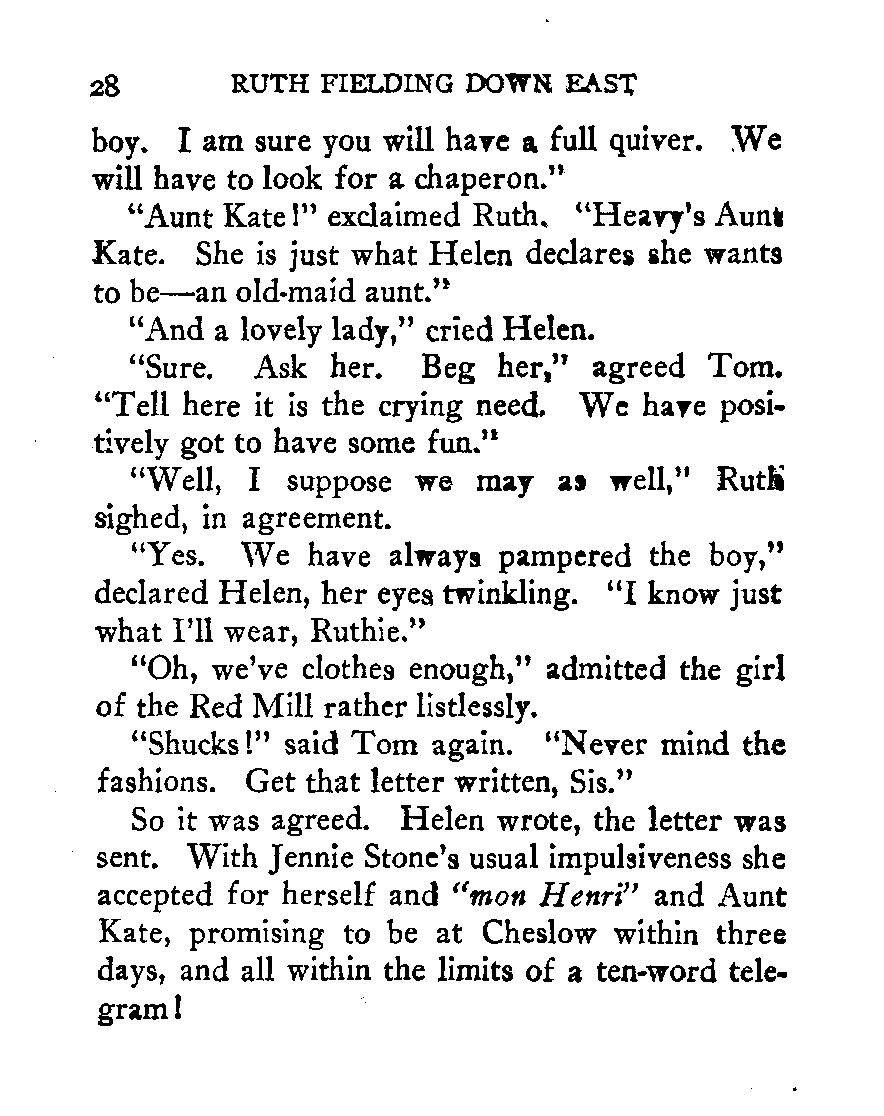 28 RUTH FIELDING DOWN EAST
boy. I am sure you will have a full quiver. We
will have to look for a chaperon."
"Aunt Kate!" exclaimed Ruth. "Heavy's Aunt
Kate. She is just what Helen declares she wants
to be—an old-maid aunt."
"And a lovely lady," cried Helen.
"Sure. Ask her. Beg her," agreed Tom.
"Tell here it is the crying need. We have posi-
tively got to have some fun."
"Well, I suppose we may as well," Ruth
sighed, in agreement.
"Yes. We have always pampered the boy,"
declared Helen, her eyes twinkling. "I know just
what I'll wear, Ruthie."
"Oh, we've clothes enough," admitted the girl
of the Red Mill rather listlessly.
"Shucks!" said Tom again. "Never mind the
fashions. Get that letter written, Sis."
So it was agreed. Helen wrote, the letter was
sent. With Jennie Stone's usual impulsiveness she
accepted for herself and "mon Henri" and Aunt
Kate, promising to be at Cheslow within three
days, and all within the limits of a ten-word tele-
gram!